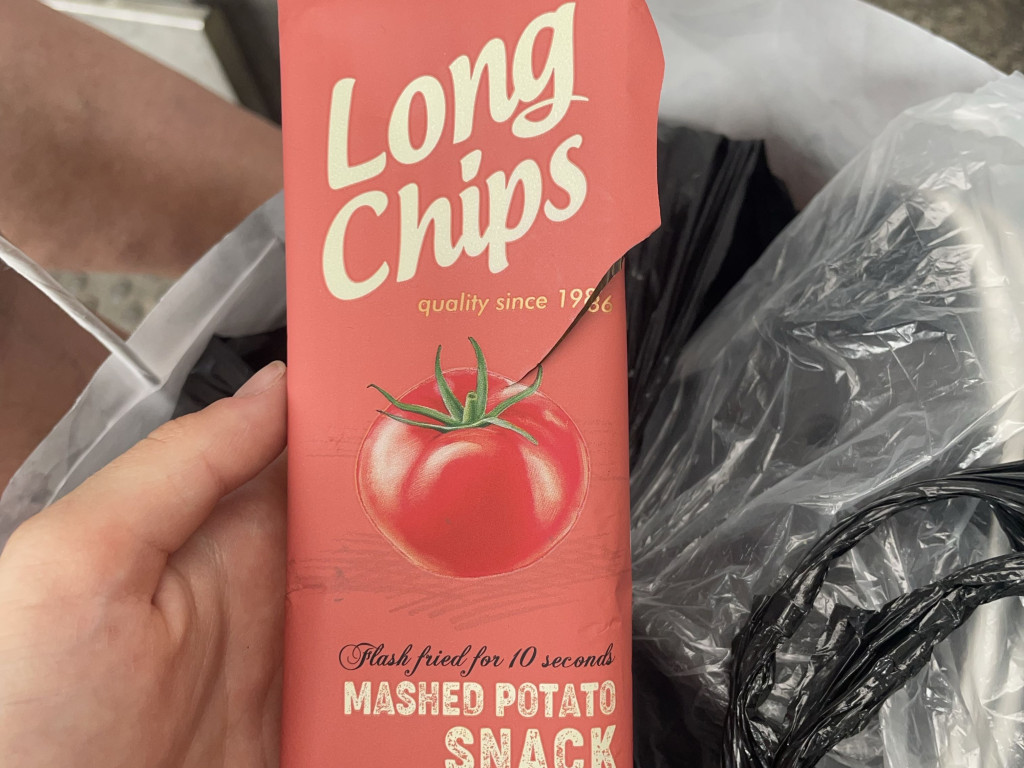 Long
Chips
quality since 1986
Flash fried for 10 seconds
MASHED POTATO
SNACK